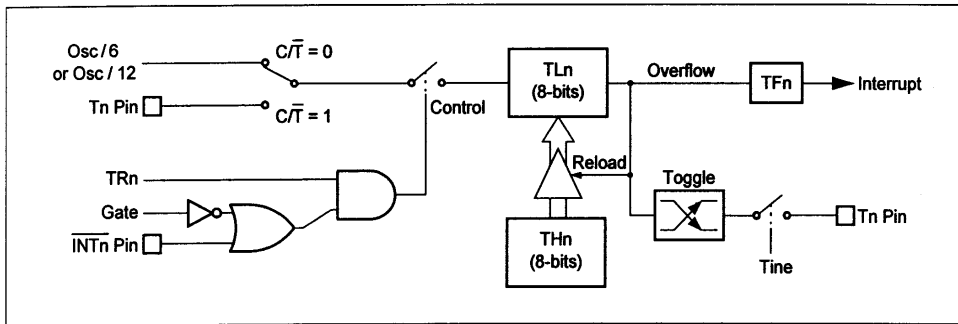 Osc/6
or Osc/12
C/T̅ = 0
Tn Pin
C/T̅ = 1
Control
TLn
(8-bits)
Overflow
TFn
Interrupt
Reload
Toggle
THn
(8-bits)
Tn Pin
Tine
TRn
Gate
I̅N̅T̅n̅ Pin